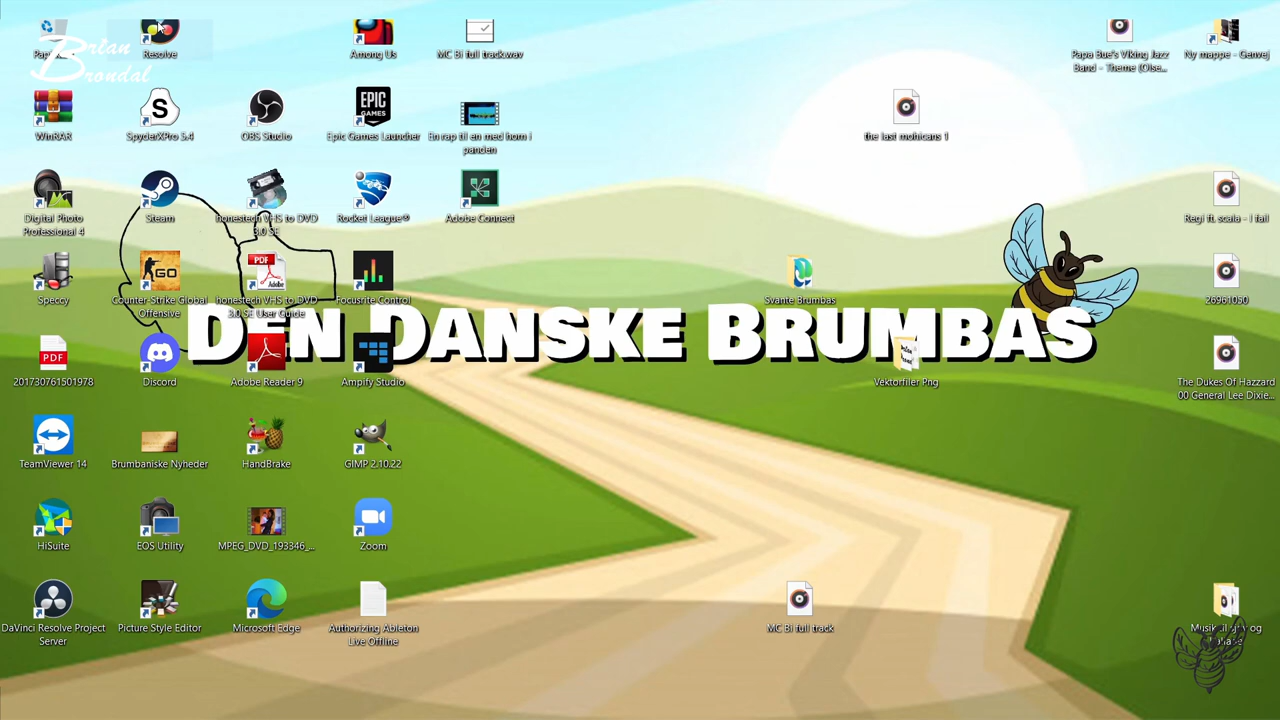 Brian
Brøndal
Resolve
Among Us
MC Bi full track.wav
Papa Bue's Viking Jazz
Band - Theme (Olse...
Ny mappe - Genvej
WinRAR
SpyderXPro 5.4
OBS Studio
Epic Games Launcher
En rap til en med horn i
panden
the last mohicans 1
Digital Photo
Professional 4
Steam
honestech VHS to DVD
3.0 SE
Rocket League®
Adobe Connect
Regi ft. scala - I fail
Speccy
Counter-Strike Global
Offensive
honestech VHS to DVD
3.0 SE User Guide
Focusrite Control
Svante Brumbas
26961080
DEN DANSKE BRUMBAS
201730761501978
Discord
Adobe Reader 9
Ampify Studio
Vektorfiler Png
The Dukes Of Hazzard
00 General Lee Dixie...
TeamViewer 14
Brumbaniske Nyheder
HandBrake
GIMP 2.10.22
HiSuite
EOS Utility
MPEG_DVD_193346_...
Zoom
DaVinci Resolve Project
Server
Picture Style Editor
Microsoft Edge
Authorizing Ableton
Live Offline
MC Bi full track